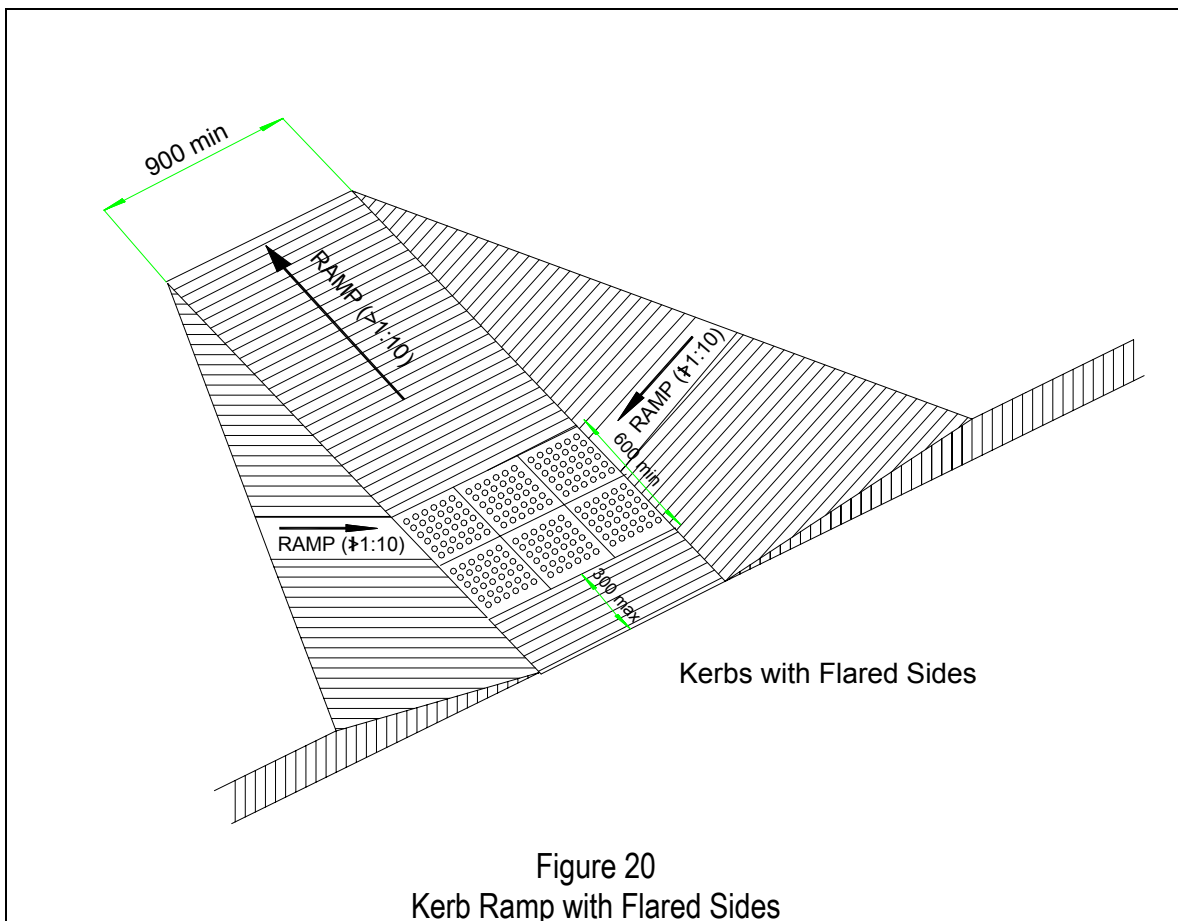 900 min
RAMP (≯1:10)
RAMP (≯1:10)
600 min
RAMP (≯1:10)
300 max
Kerbs with Flared Sides
Figure 20
Kerb Ramp with Flared Sides